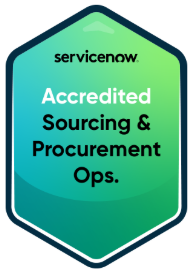 servicenow
Accredited
Sourcing &
Procurement
Ops.